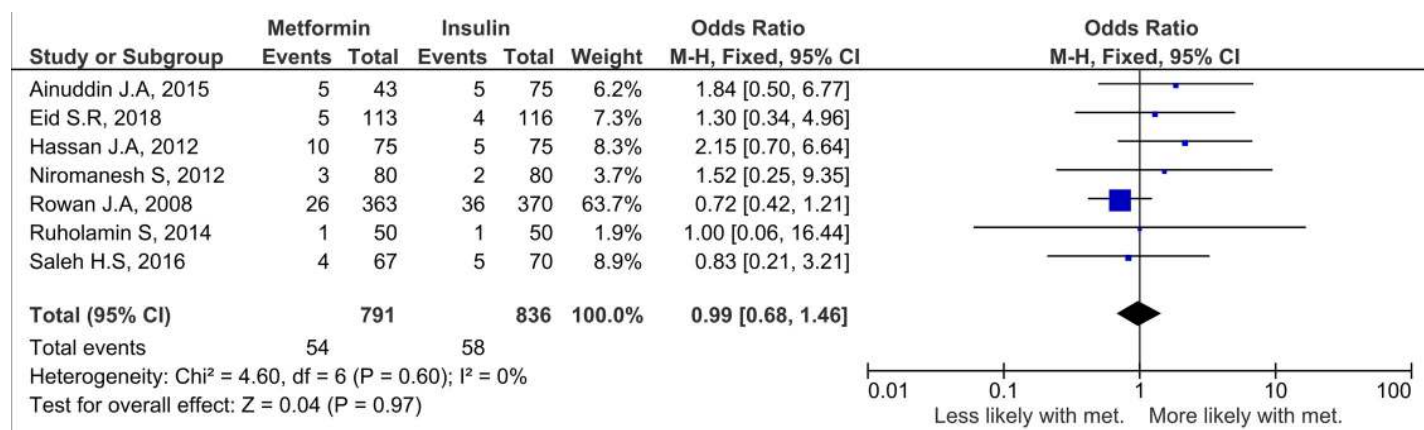 Metformin Insulin Odds Ratio Odds Ratio
Study or Subgroup Events Total Events Total Weight M-H, Fixed, 95% CI M-H, Fixed, 95% CI
Ainuddin J.A, 2015 5 43 5 75 6.2% 1.84 [0.50, 6.77]
Eid S.R, 2018 5 113 4 116 7.3% 1.30 [0.34, 4.96]
Hassan J.A, 2012 10 75 5 75 8.3% 2.15 [0.70, 6.64]
Niromanesh S, 2012 3 80 2 80 3.7% 1.52 [0.25, 9.35]
Rowan J.A, 2008 26 363 36 370 63.7% 0.72 [0.42, 1.21]
Ruholamin S, 2014 1 50 1 50 1.9% 1.00 [0.06, 16.44]
Saleh H.S, 2016 4 67 5 70 8.9% 0.83 [0.21, 3.21]
Total (95% CI) 791 836 100.0% 0.99 [0.68, 1.46]
Total events 54 58
Heterogeneity: Chi² = 4.60, df = 6 (P = 0.60); I² = 0%
Test for overall effect: Z = 0.04 (P = 0.97)
0.01 0.1 1 10 100
Less likely with met. More likely with met.